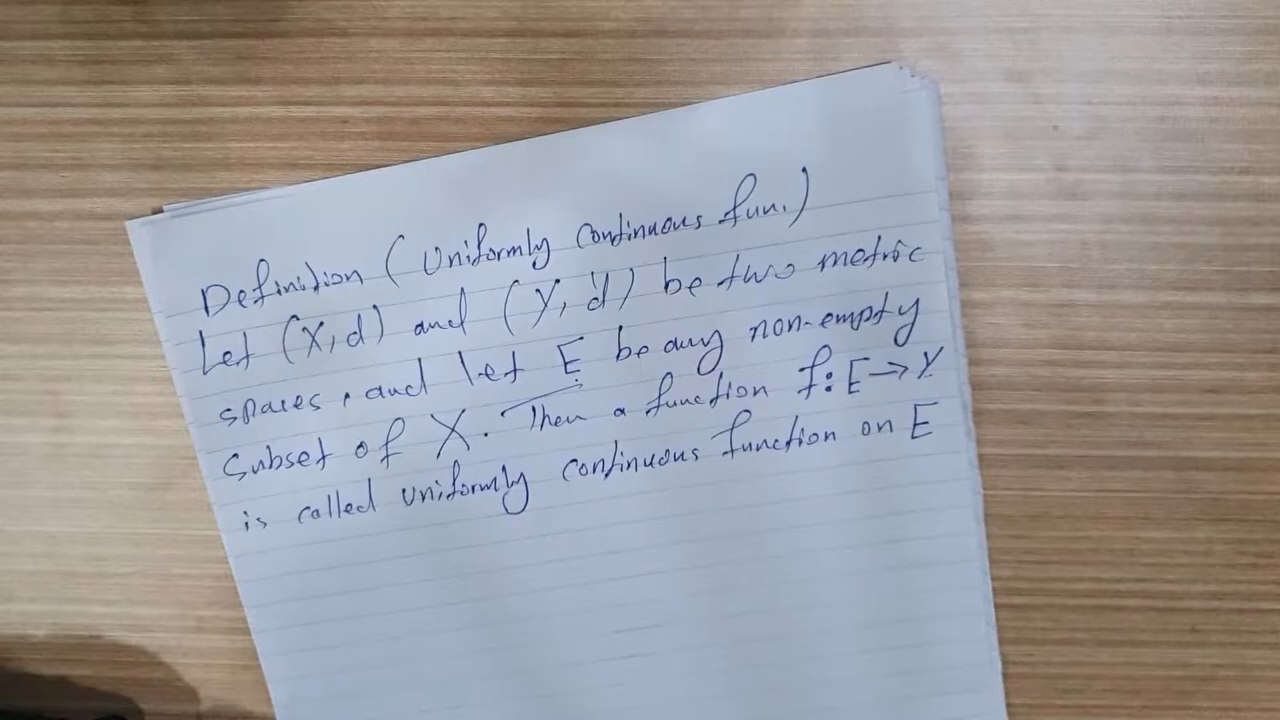 Definition (Uniformly continuous fun.)
Let (X, d) and (Y, d') be two metric
spaces, and let E be any non-empty
subset of X. Then a function f: E → Y
is called uniformly continuous function on E